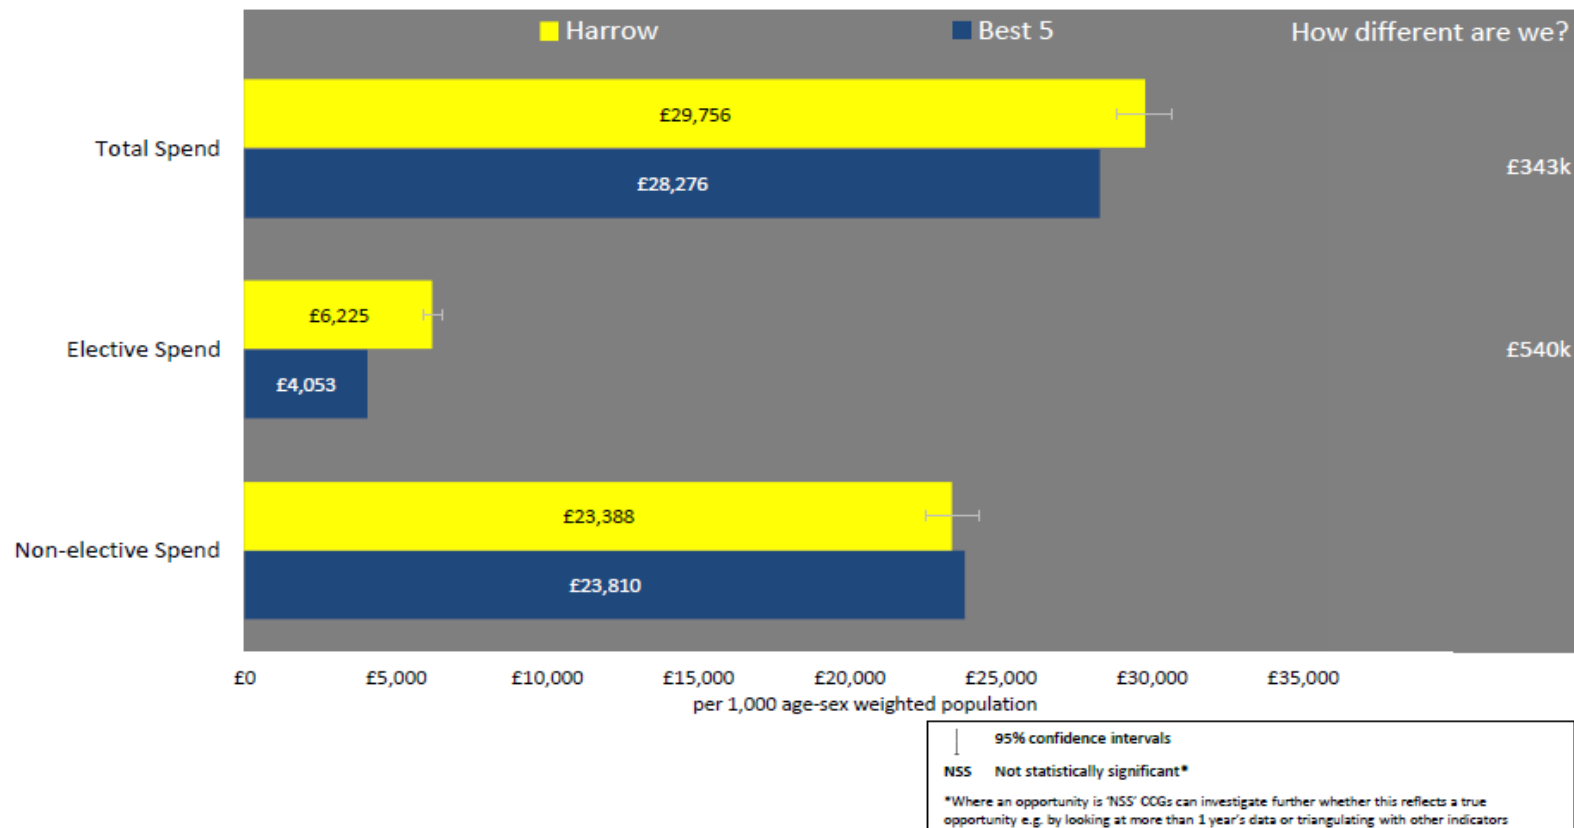 Harrow
Best 5
How different are we?
Total Spend
£29,756
£28,276
£343k
Elective Spend
£6,225
£4,053
£540k
Non-elective Spend
£23,388
£23,810
£0 £5,000 £10,000 £15,000 £20,000 £25,000 £30,000 £35,000
per 1,000 age-sex weighted population
95% confidence intervals
NSS Not statistically significant*
*Where an opportunity is 'NSS' CCGs can investigate further whether this reflects a true
opportunity e.g. by looking at more than 1 year's data or triangulating with other indicators